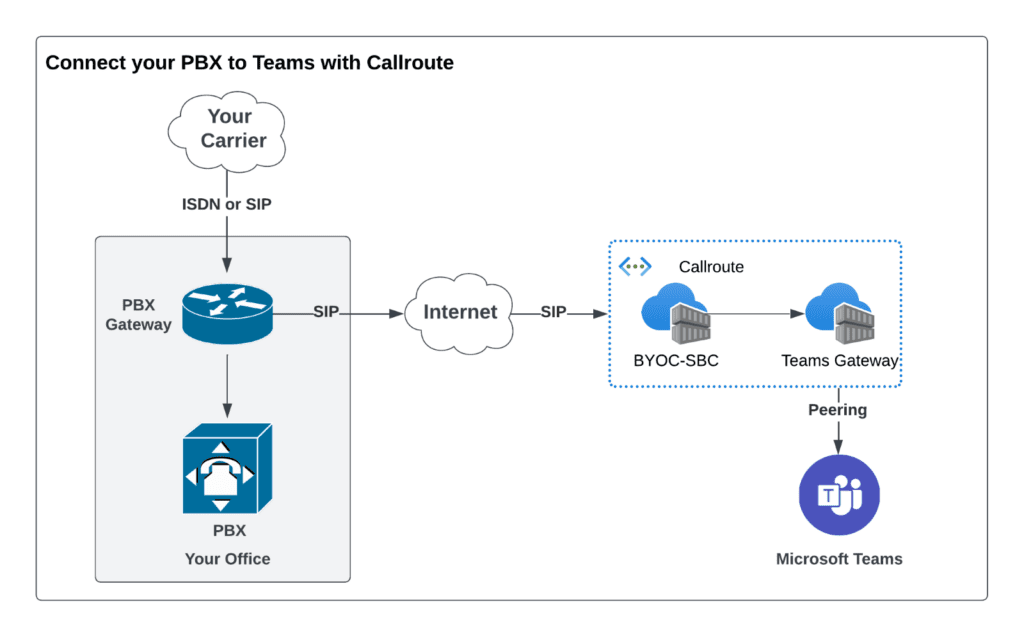 Connect your PBX to Teams with Callroute
Your
Carrier
ISDN or SIP
PBX
Gateway
SIP
Internet
SIP
Callroute
BYOC-SBC
Teams Gateway
Peering
T
Microsoft Teams
PBX
Your Office